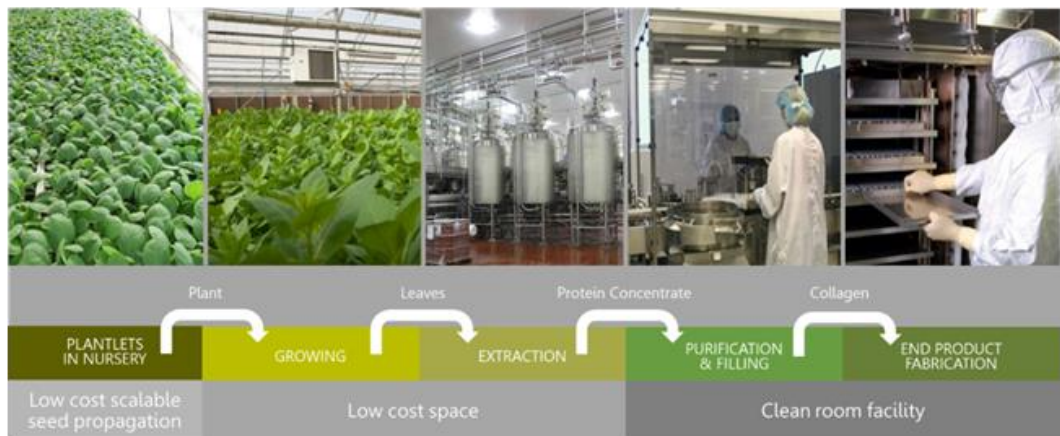 Plant
Leaves
Protein Concentrate
Collagen
PLANTLETS
IN NURSERY
GROWING
EXTRACTION
PURIFICATION
& FILLING
END PRODUCT
FABRICATION
Low cost scalable
seed propagation
Low cost space
Clean room facility